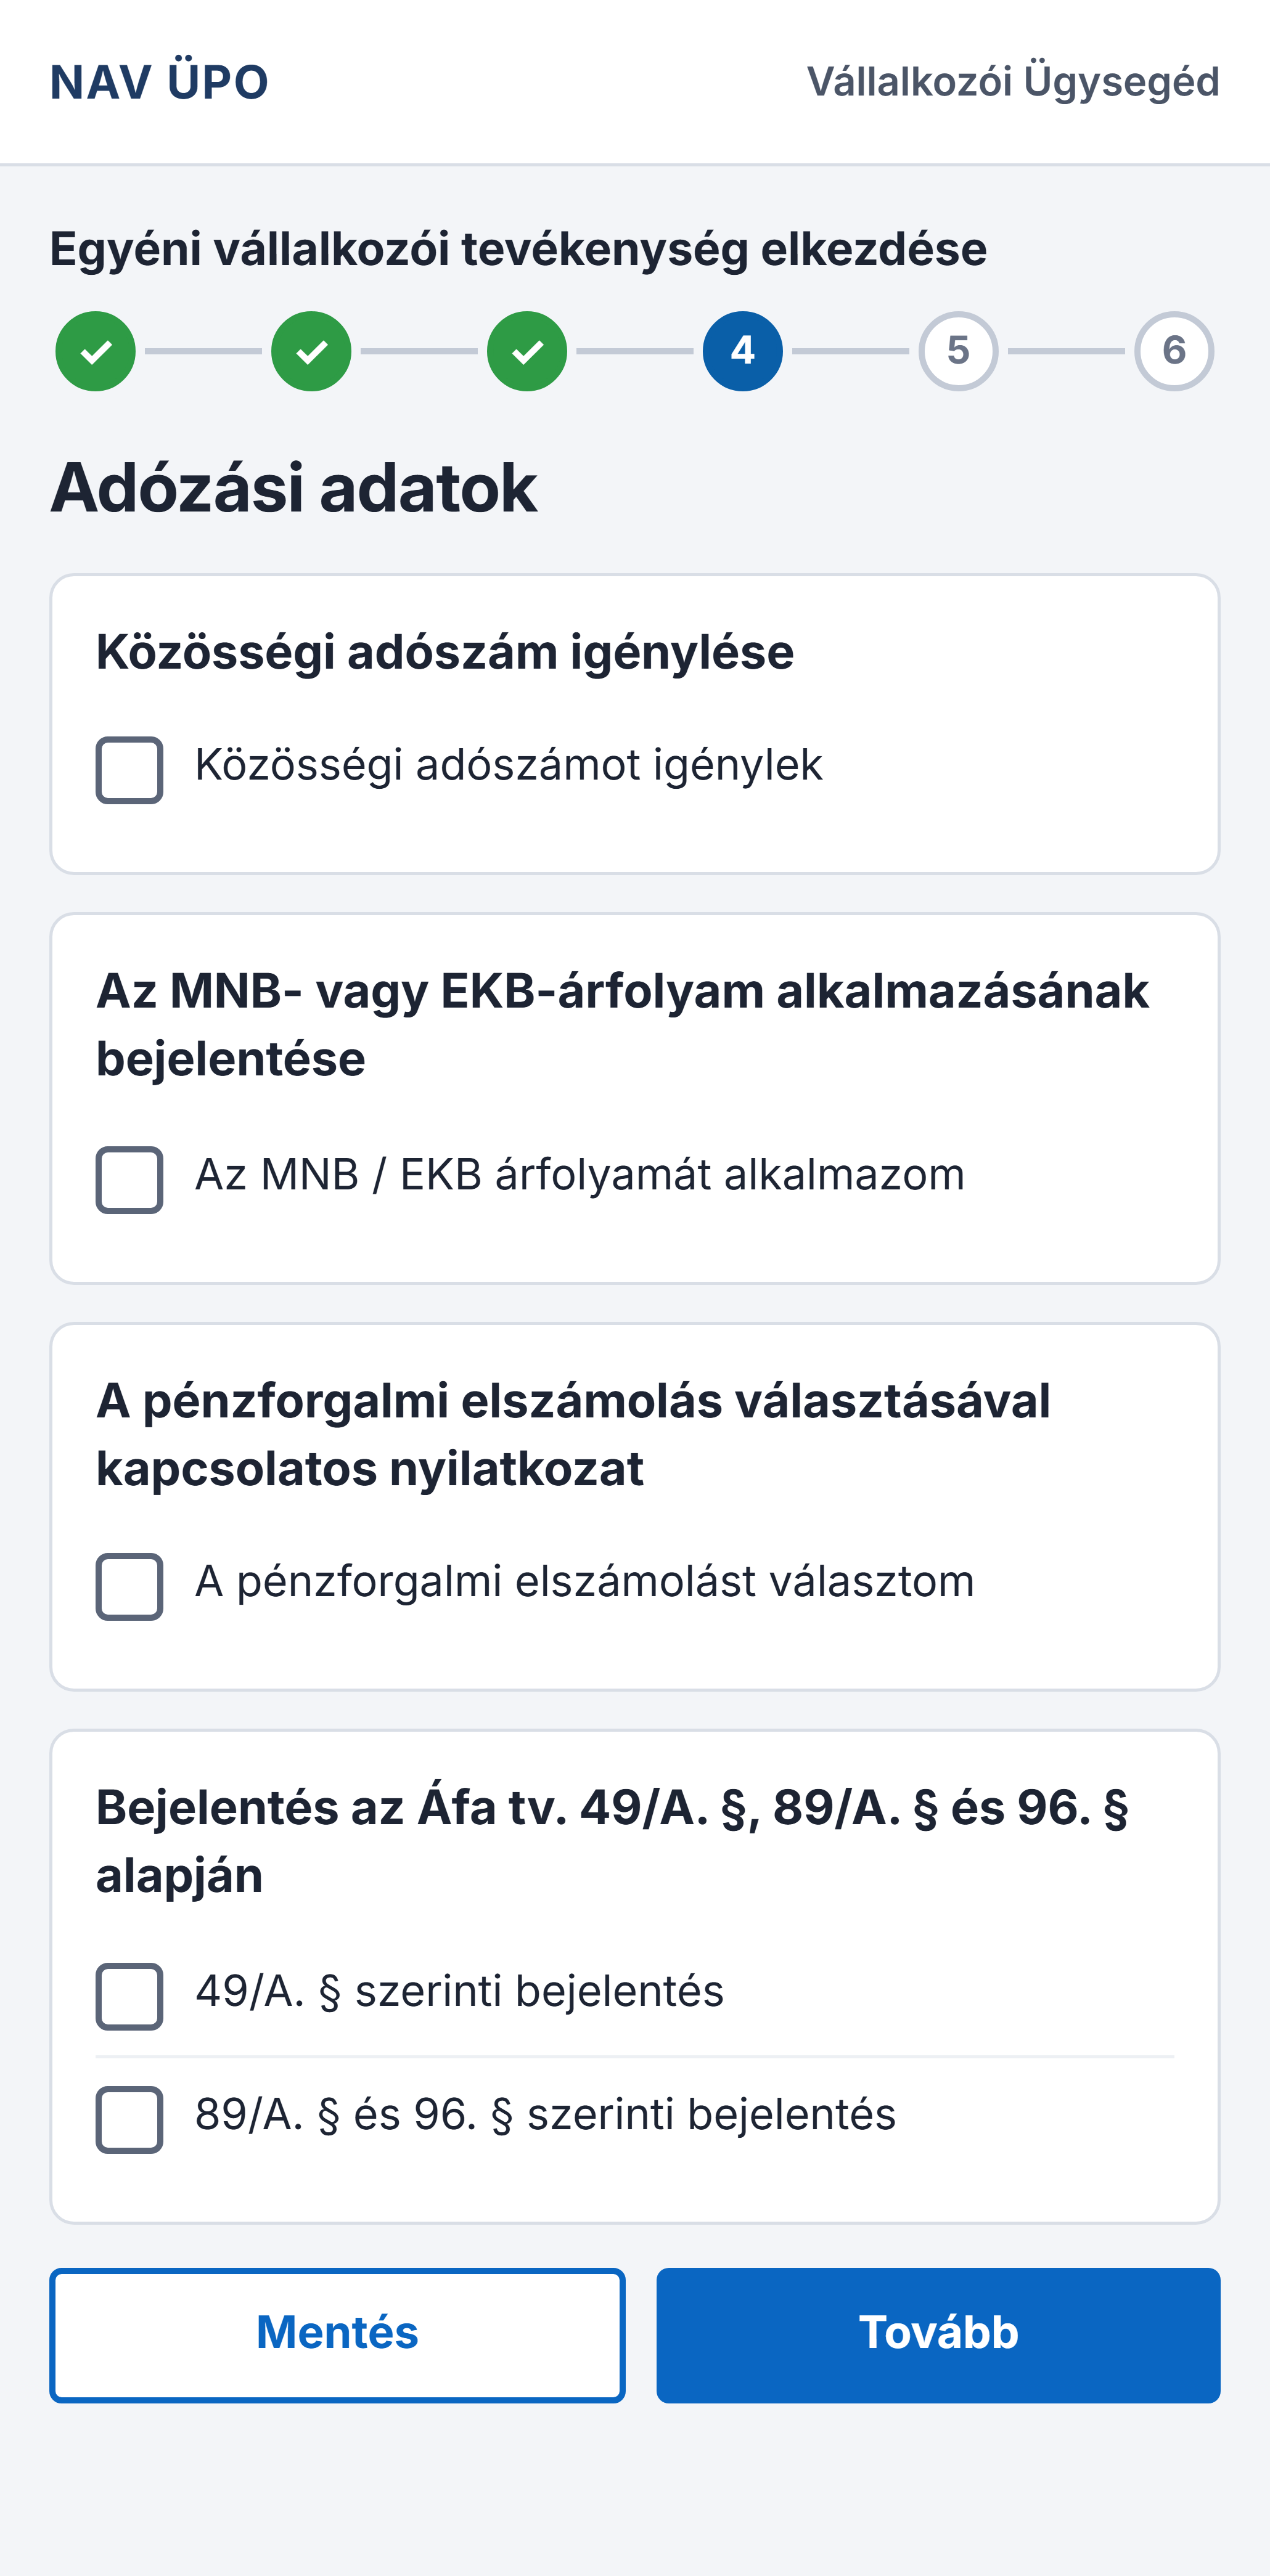 NAV ÜPO
Vállalkozói Ügysegéd
Egyéni vállalkozói tevékenység elkezdése
4
5
6
Adózási adatok
Közösségi adószám igénylése
Közösségi adószámot igénylek
Az MNB- vagy EKB-árfolyam alkalmazásának
bejelentése
Az MNB / EKB árfolyamát alkalmazom
A pénzforgalmi elszámolás választásával
kapcsolatos nyilatkozat
A pénzforgalmi elszámolást választom
Bejelentés az Áfa tv. 49/A. §, 89/A. § és 96. §
alapján
49/A. § szerinti bejelentés
89/A. § és 96. § szerinti bejelentés
Mentés
Tovább